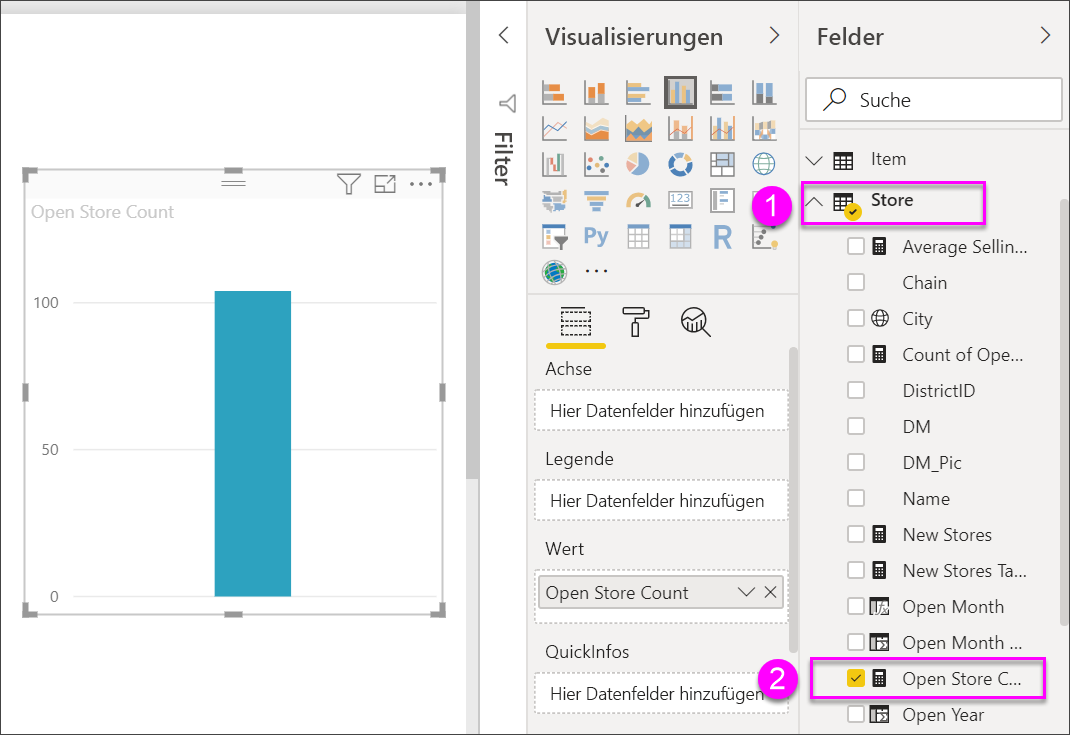 Open Store Count
100
50
0
Filter
Visualisierungen
123
Py
R
Achse
Hier Datenfelder hinzufügen
Legende
Hier Datenfelder hinzufügen
Wert
Open Store Count
QuickInfos
Hier Datenfelder hinzufügen
Felder
Suche
Item
1
Store
Average Sellin...
Chain
City
Count of Ope...
DistrictID
DM
DM_Pic
Name
New Stores
New Stores Ta...
Open Month
Open Month ...
2
Open Store C...
Open Year